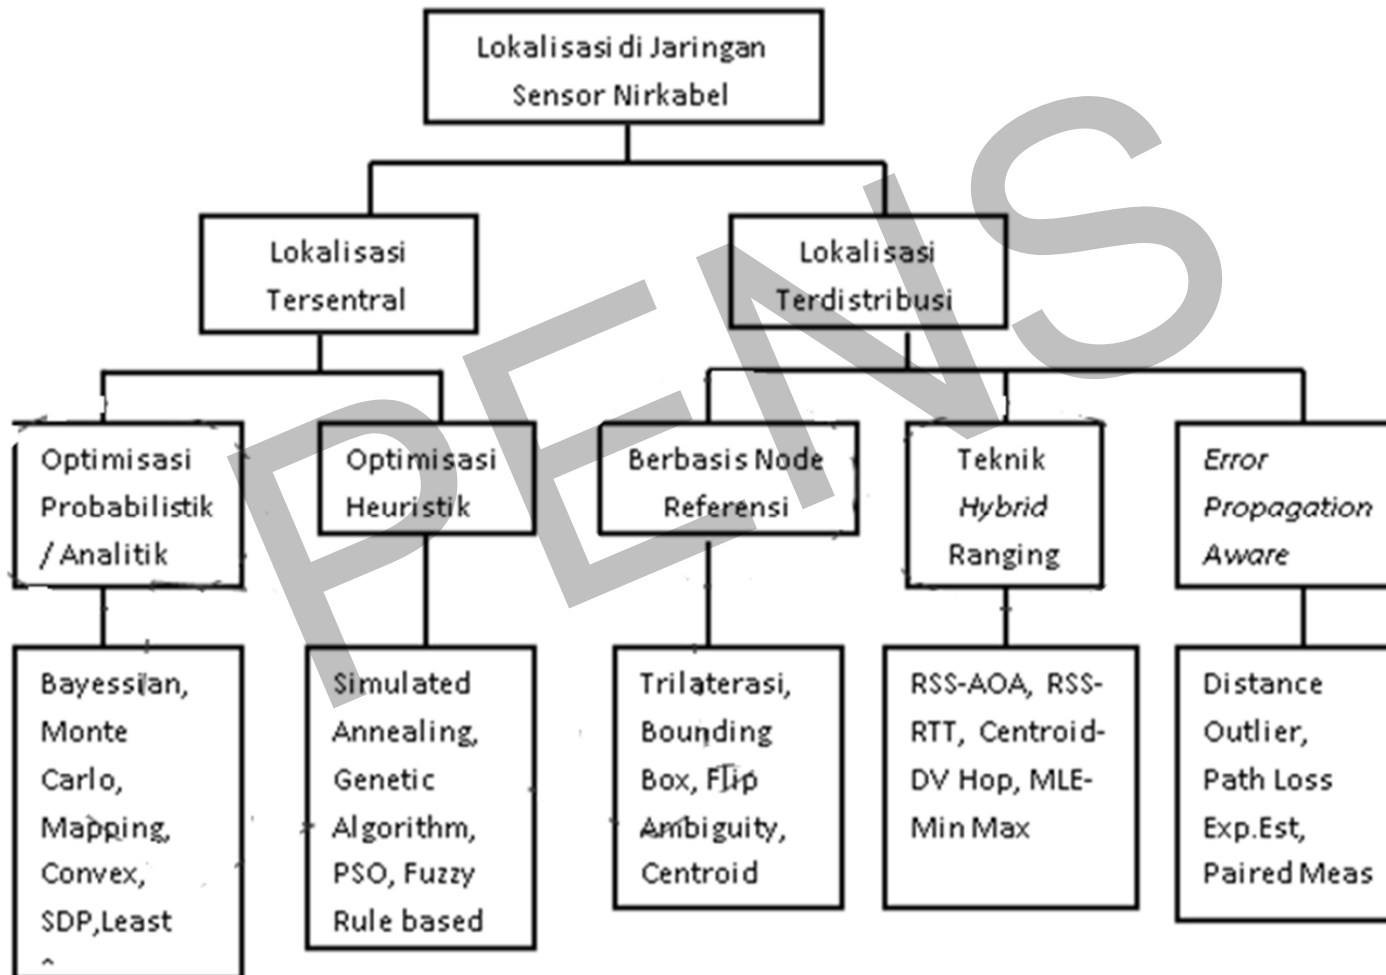 Lokalisasi di Jaringan
Sensor Nirkabel
Lokalisasi
Tersentral
Lokalisasi
Terdistribusi
Optimisasi
Probabilistik
/ Analitik
Optimisasi
Heuristik
Berbasis Node
Referensi
Teknik
Hybrid
Ranging
Error
Propagation
Aware
Bayessian,
Monte
Carlo,
Mapping,
Convex,
SDP,Least
Simulated
Annealing,
Genetic
Algorithm,
PSO, Fuzzy
Rule based
Trilaterasi,
Bounding
Box, Flip
Ambiguity,
Centroid
RSS-AOA, RSS-
RTT, Centroid-
DV Hop, MLE-
Min Max
Distance
Outlier,
Path Loss
Exp.Est,
Paired Meas
PENS